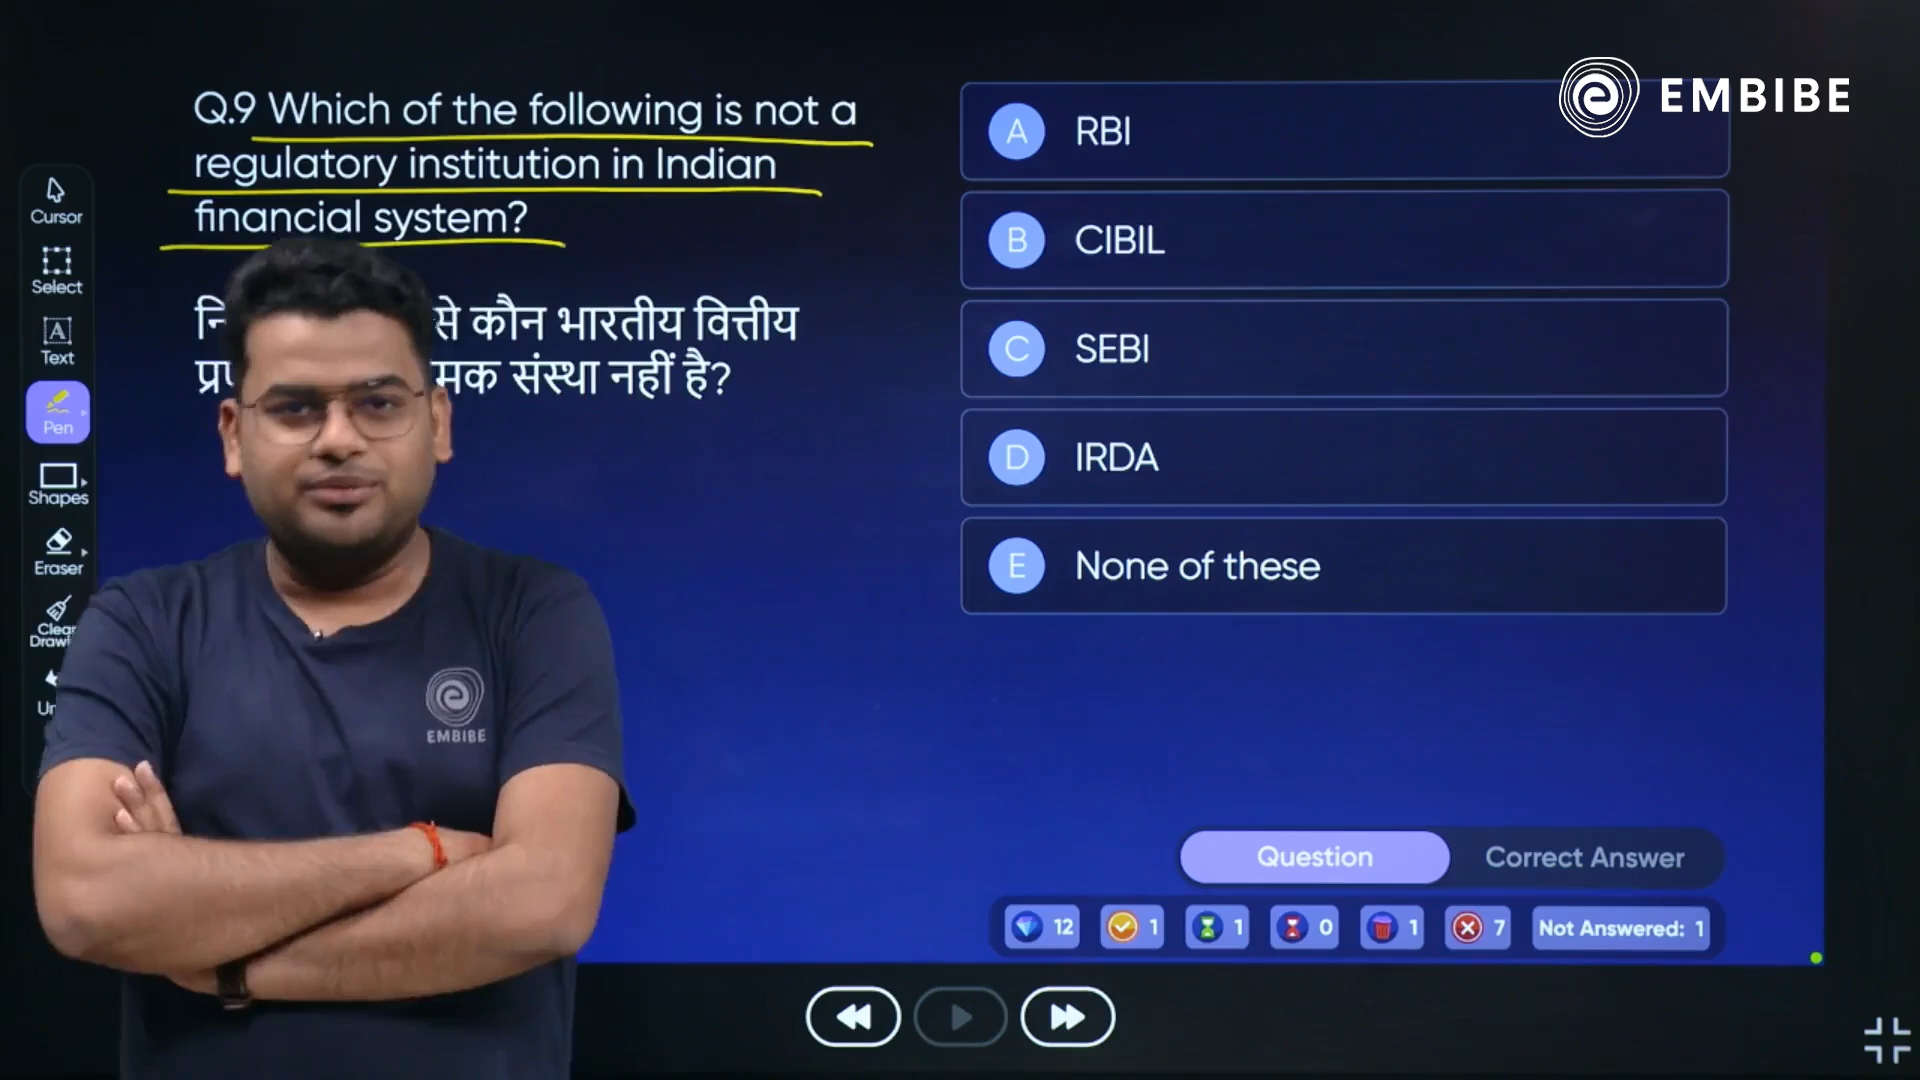 EMBIBE
Q.9 Which of the following is not a
regulatory institution in Indian
financial system?
से कौन भारतीय वित्तीय
संस्था नहीं है?
A RBI
B CIBIL
C SEBI
D IRDA
E None of these
Cursor
Select
A
Text
Pen
Shapes
Eraser
Clear
EMBIBE
Question Correct Answer
12 1 1 0 1 7 Not Answered: 1